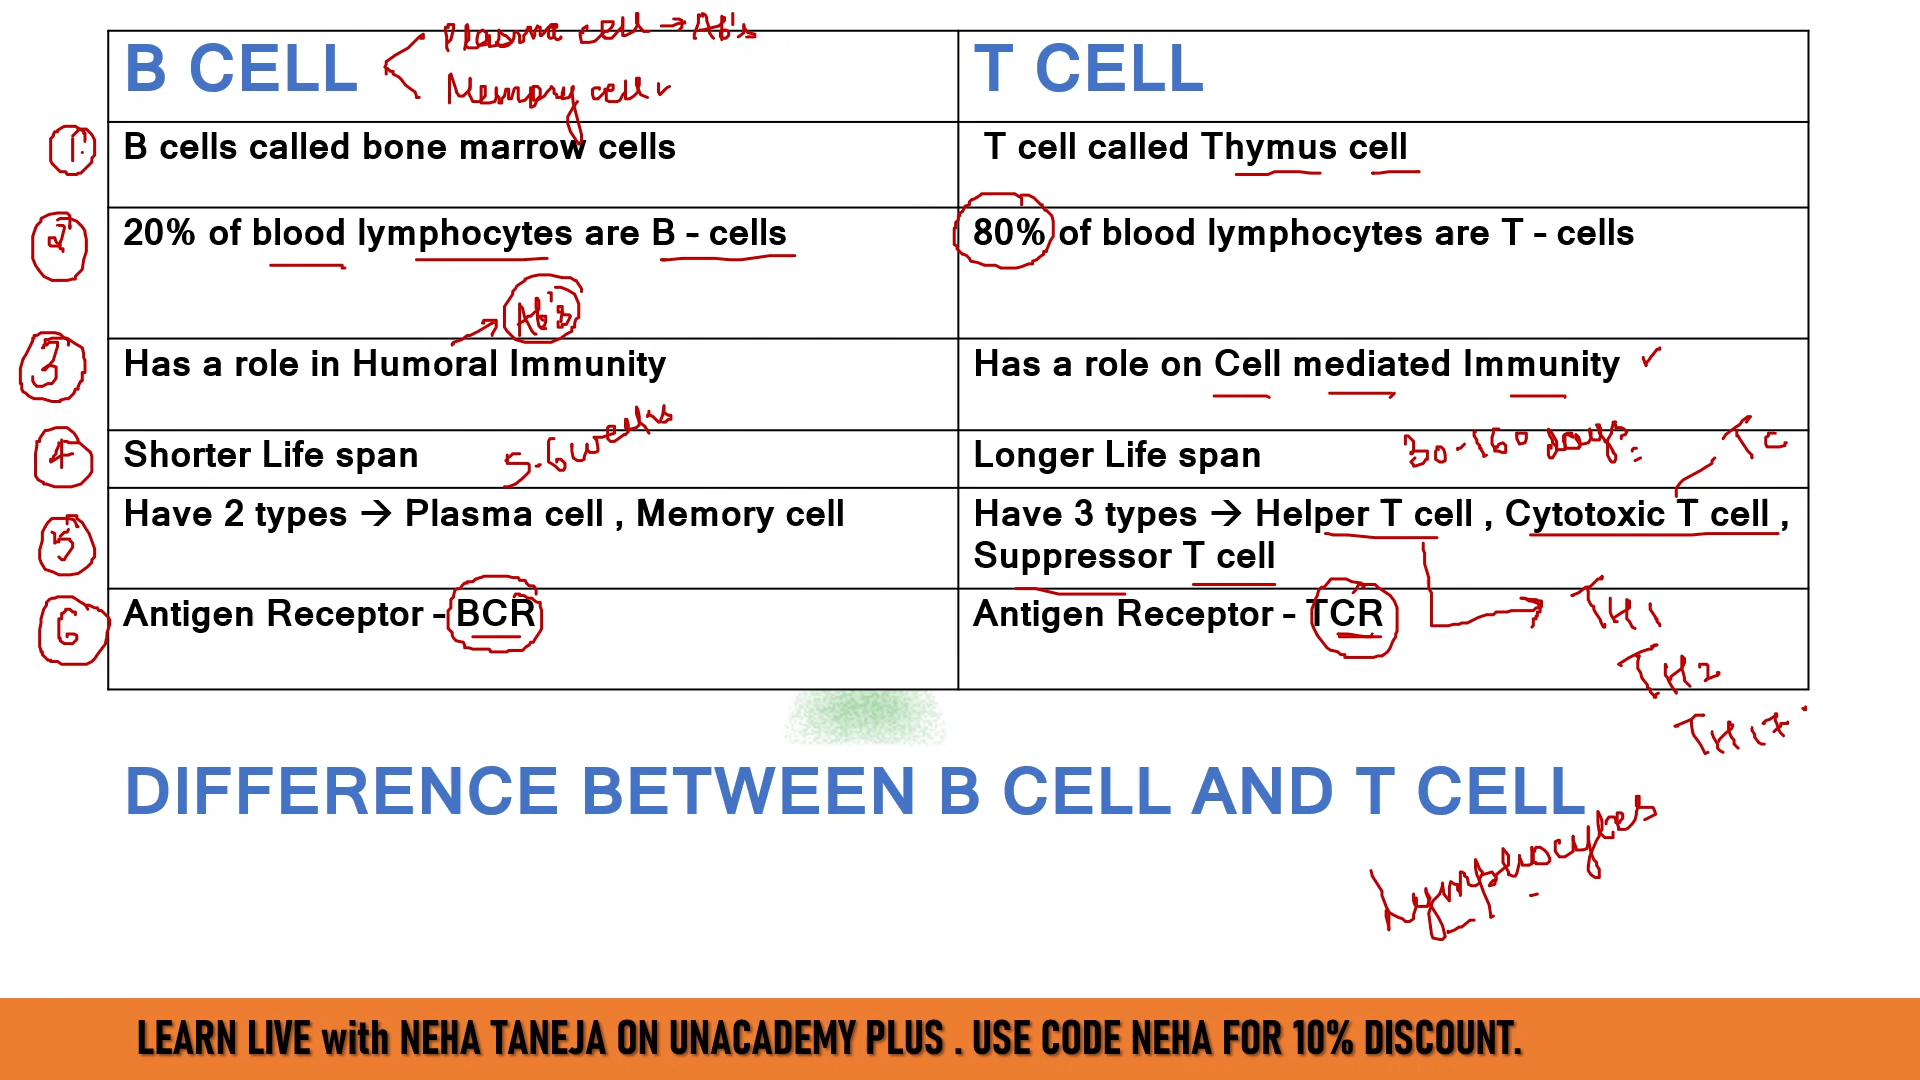 Plasma cell → Ab's
B CELL
Memory cell
T CELL
1 B cells called bone marrow cells
T cell called Thymus cell
2 20% of blood lymphocytes are B - cells
80% of blood lymphocytes are T - cells
Ab's
3 Has a role in Humoral Immunity
Has a role on Cell mediated Immunity ✓
4 Shorter Life span 5-6 weeks
Longer Life span 30-160 days
Tc
5 Have 2 types → Plasma cell , Memory cell
Have 3 types → Helper T cell , Cytotoxic T cell ,
Suppressor T cell
6 Antigen Receptor - BCR
Antigen Receptor - TCR
TH1
TH2
TH17
DIFFERENCE BETWEEN B CELL AND T CELL
Lymphocytes
LEARN LIVE with NEHA TANEJA ON UNACADEMY PLUS . USE CODE NEHA FOR 10% DISCOUNT.